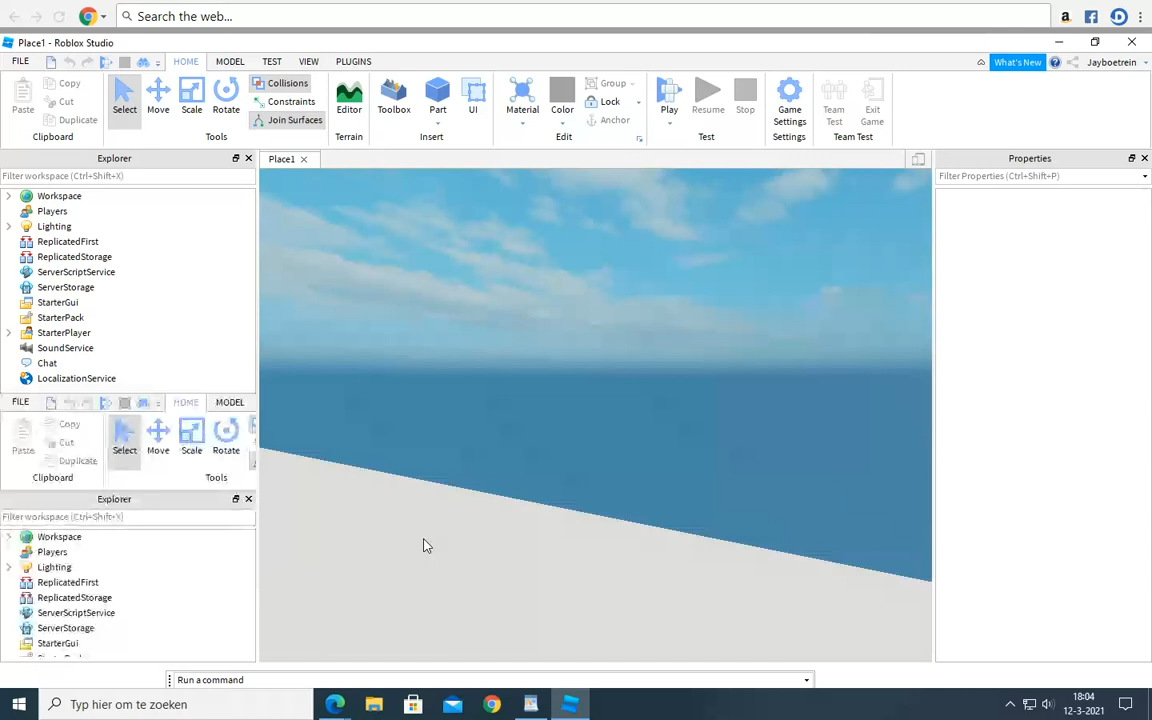 Search the web...
Place1 - Roblox Studio
FILE HOME MODEL TEST VIEW PLUGINS What's New Jayboetrein
Paste Copy Cut Duplicate Select Move Scale Rotate Collisions Constraints Join Surfaces Editor Toolbox Part UI Material Color Group Lock Anchor Play Resume Stop Game Settings Team Test Exit Game
Clipboard Tools Terrain Insert Edit Test Settings Team Test
Explorer Place1 Properties
Filter workspace (Ctrl+Shift+X) Filter Properties (Ctrl+Shift+P)
Workspace
Players
Lighting
ReplicatedFirst
ReplicatedStorage
ServerScriptService
ServerStorage
StarterGui
StarterPack
StarterPlayer
SoundService
Chat
LocalizationService
FILE HOME MODEL
Paste Copy Cut Duplicate Select Move Scale Rotate
Clipboard Tools
Explorer
Filter workspace (Ctrl+Shift+X)
Workspace
Players
Lighting
ReplicatedFirst
ReplicatedStorage
ServerScriptService
ServerStorage
StarterGui
Run a command
Typ hier om te zoeken
18:04
12-3-2021